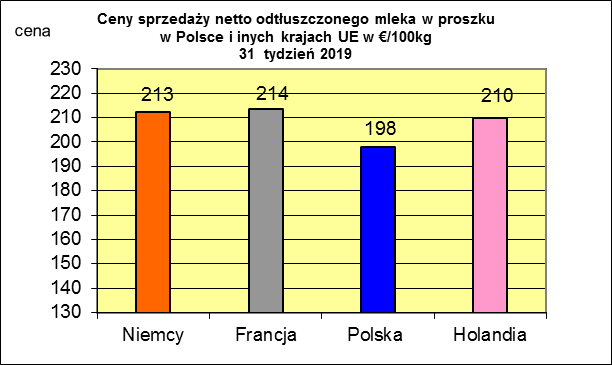 Ceny sprzedaży netto odtłuszczonego mleka w proszku
w Polsce i inych krajach UE w €/100kg
31 tydzień 2019
cena
230
220
210
200
190
180
170
160
150
140
130
213
214
198
210
Niemcy
Francja
Polska
Holandia